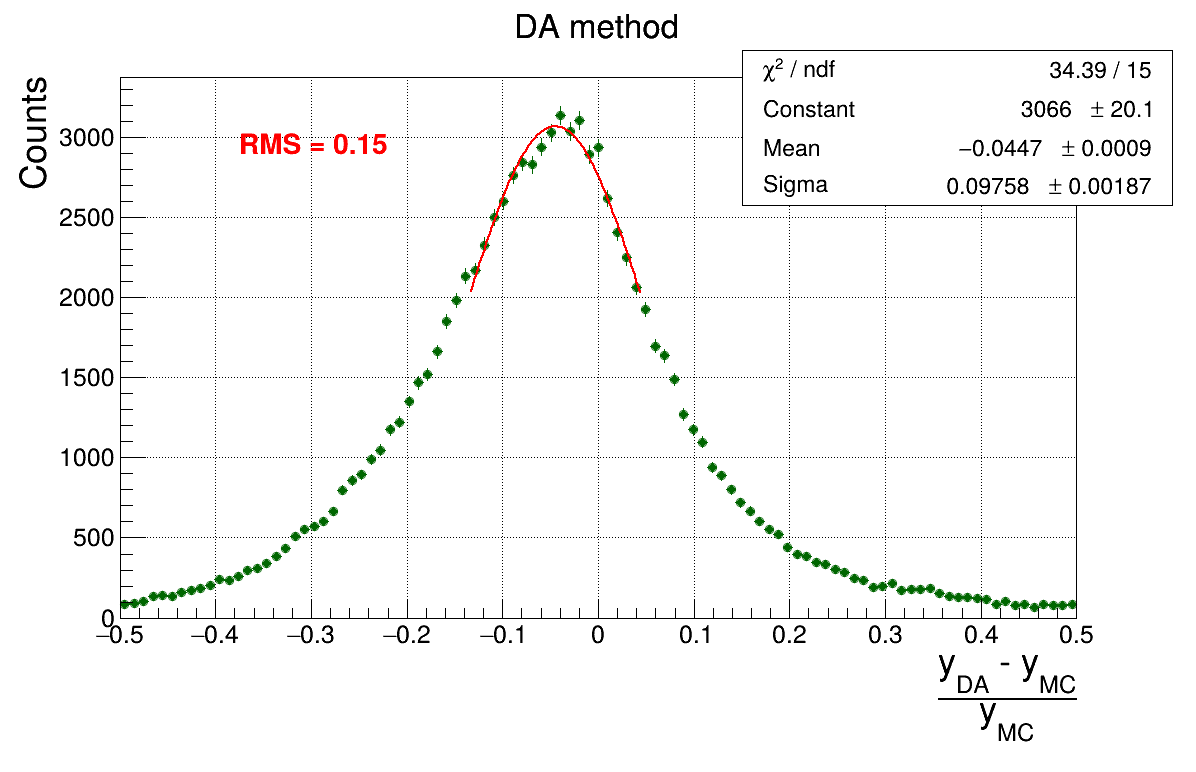 DA method
χ² / ndf 34.39 / 15
Constant 3066 ± 20.1
Mean −0.0447 ± 0.0009
Sigma 0.09758 ± 0.00187
Counts
RMS = 0.15
3000
2500
2000
1500
1000
500
0
−0.5 −0.4 −0.3 −0.2 −0.1 0 0.1 0.2 0.3 0.4 0.5
y_DA - y_MC
y_MC